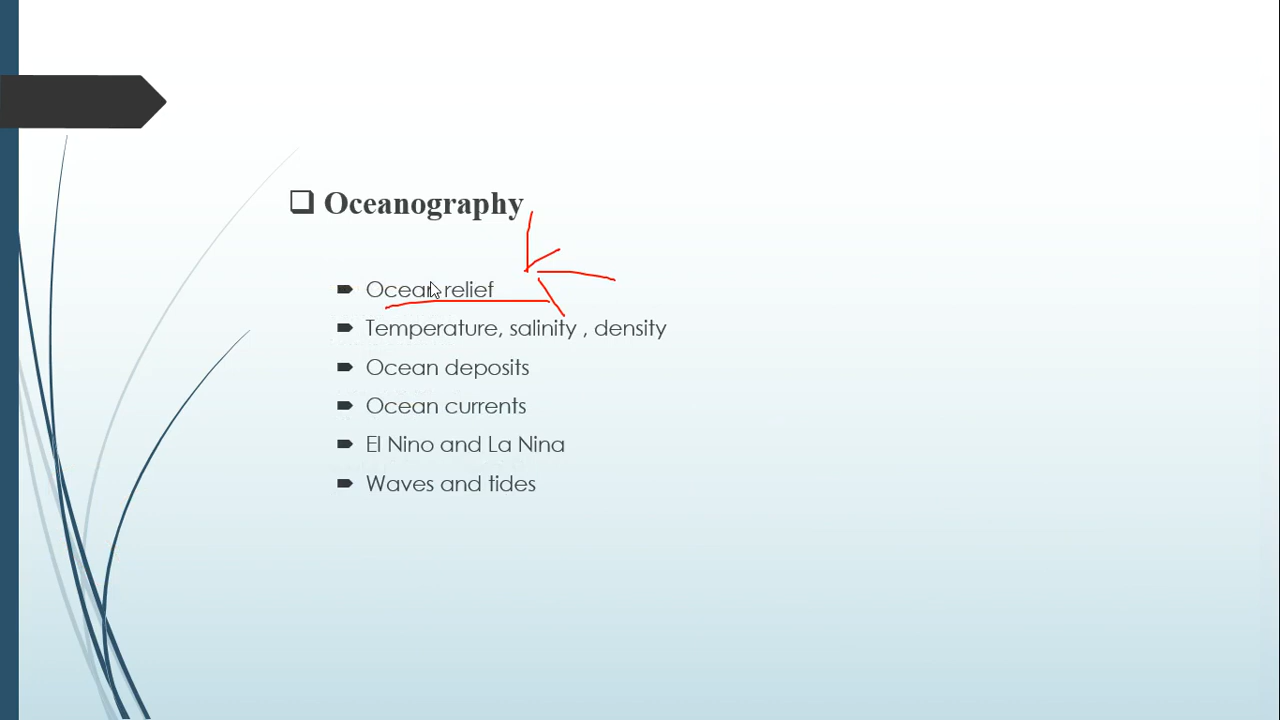 Oceanography
Ocean relief
Temperature, salinity , density
Ocean deposits
Ocean currents
El Nino and La Nina
Waves and tides